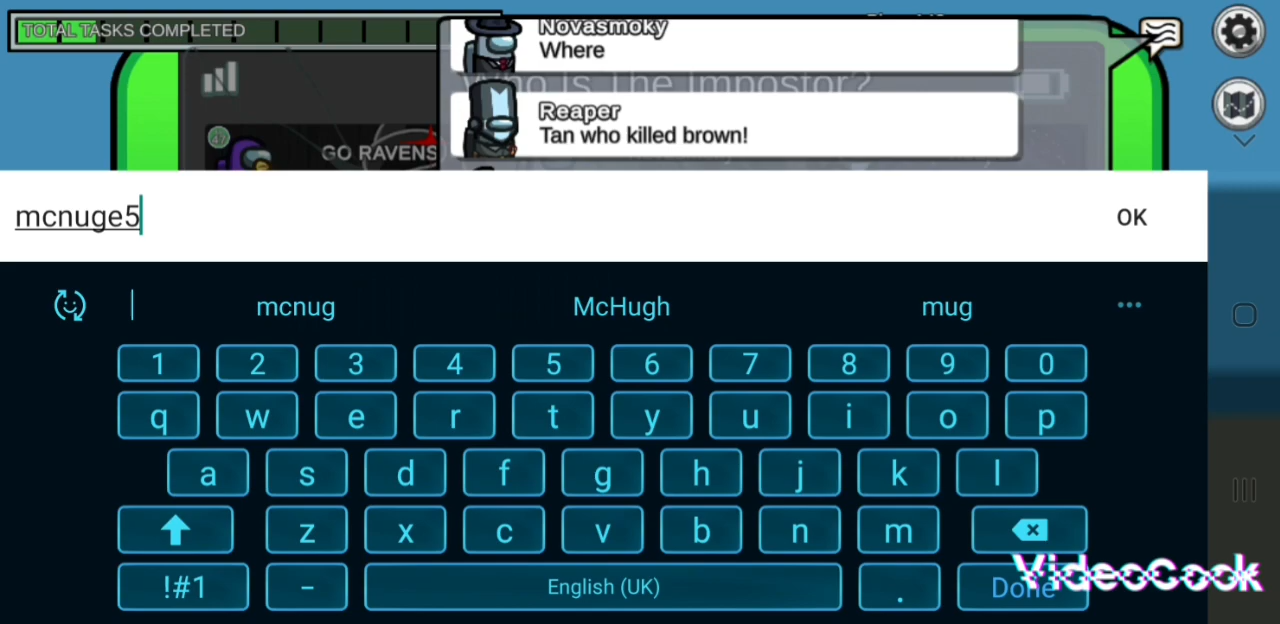 TOTAL TASKS COMPLETED
Novasmoky
Where
Who Is The Impostor?
Reaper
Tan who killed brown!
47
GO RAVENS
mcnuge5
OK
mcnug McHugh mug
1 2 3 4 5 6 7 8 9 0
q w e r t y u i o p
a s d f g h j k l
z x c v b n m
!#1 - English (UK) . Done
VideoCook